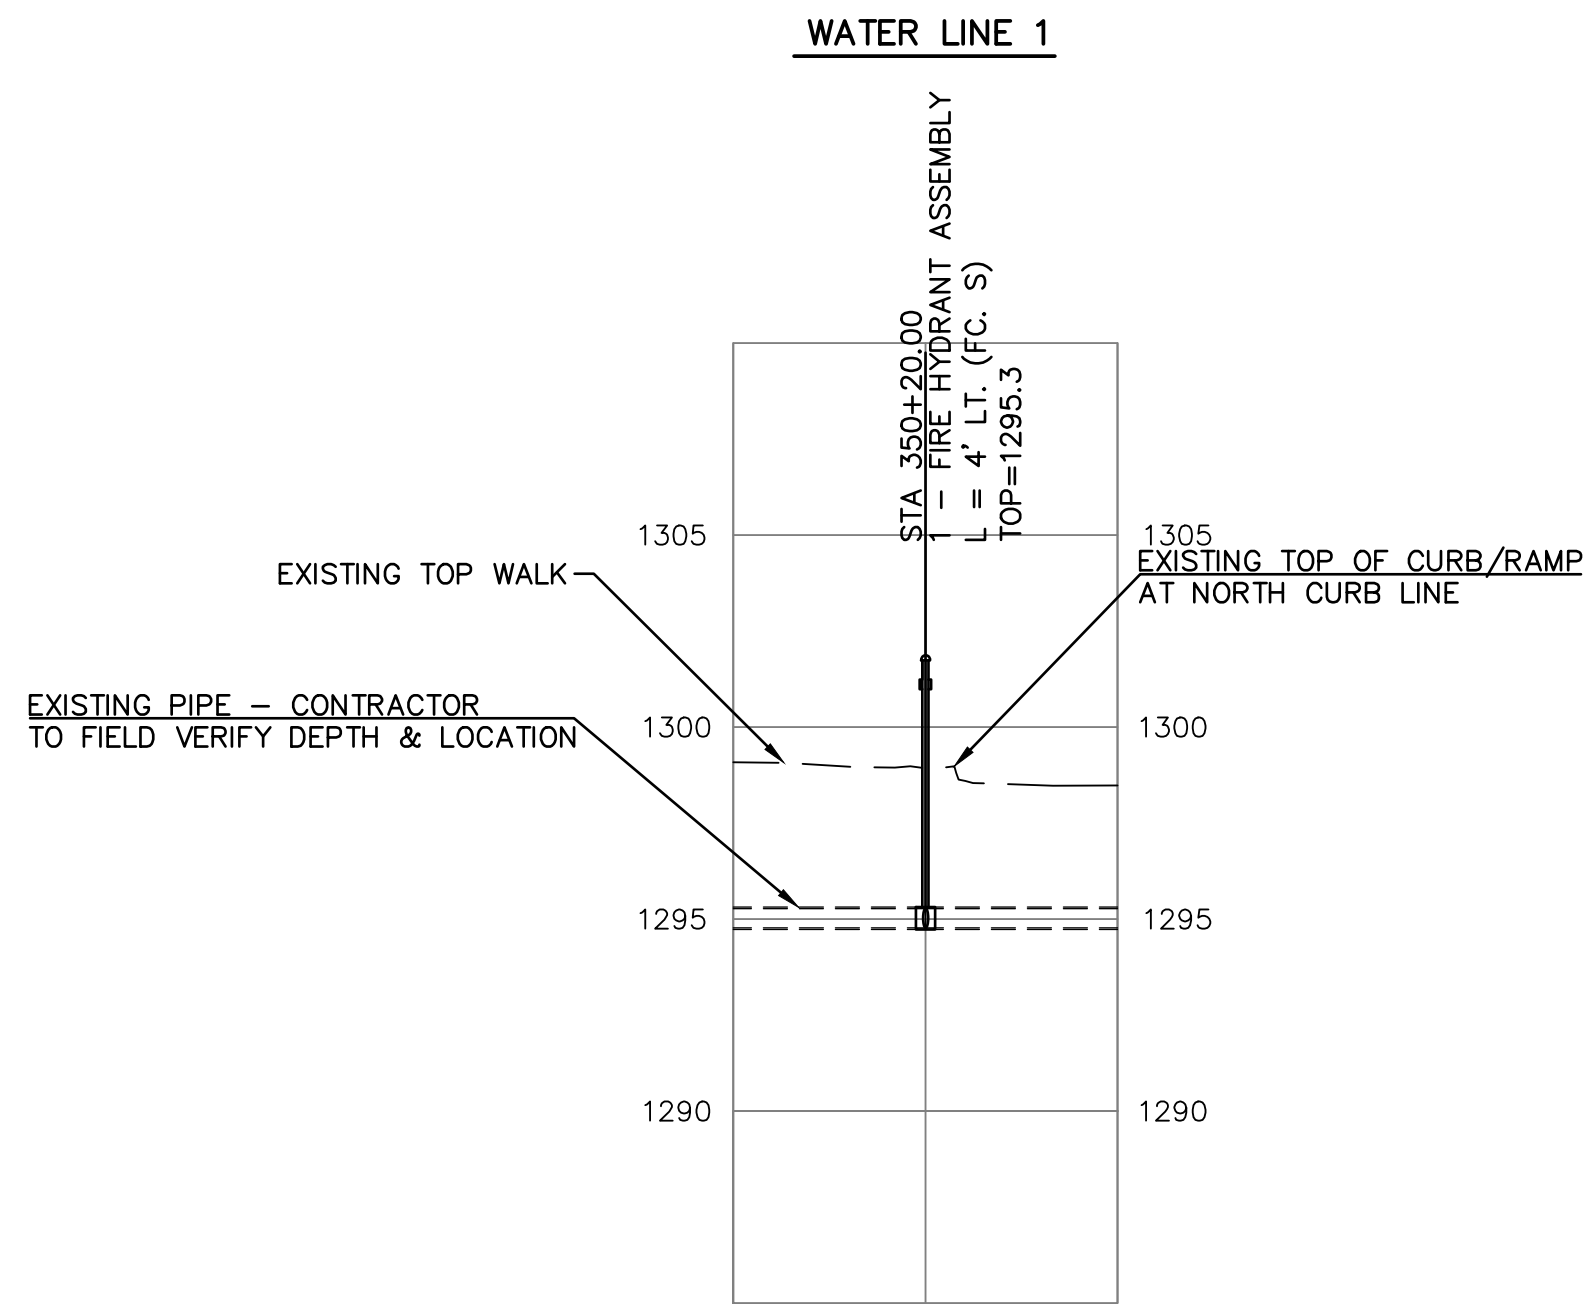 WATER LINE 1
STA 350+20.00
1 - FIRE HYDRANT ASSEMBLY
L = 4' LT. (FC. S)
TOP=1295.3
1305
1305
EXISTING TOP WALK
EXISTING TOP OF CURB/RAMP
AT NORTH CURB LINE
EXISTING PIPE - CONTRACTOR
TO FIELD VERIFY DEPTH & LOCATION
1300
1300
1295
1295
1290
1290